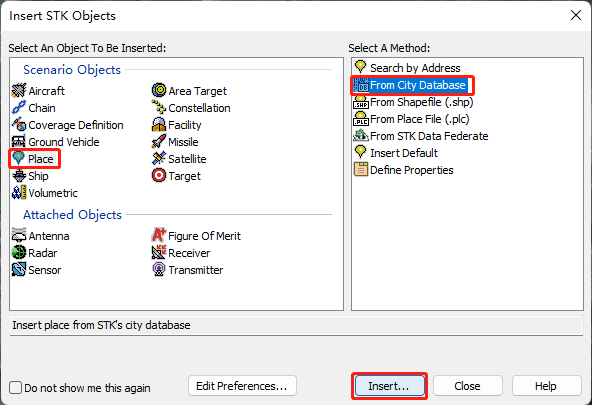 Insert STK Objects
Select An Object To Be Inserted:
Scenario Objects
Aircraft
Area Target
Chain
Constellation
Coverage Definition
Facility
Ground Vehicle
Missile
Place
Satellite
Ship
Target
Volumetric
Attached Objects
Antenna
Figure Of Merit
Radar
Receiver
Sensor
Transmitter
Select A Method:
Search by Address
From City Database
From Shapefile (.shp)
From Place File (.plc)
From STK Data Federate
Insert Default
Define Properties
Insert place from STK's city database
Do not show me this again
Edit Preferences...
Insert...
Close
Help